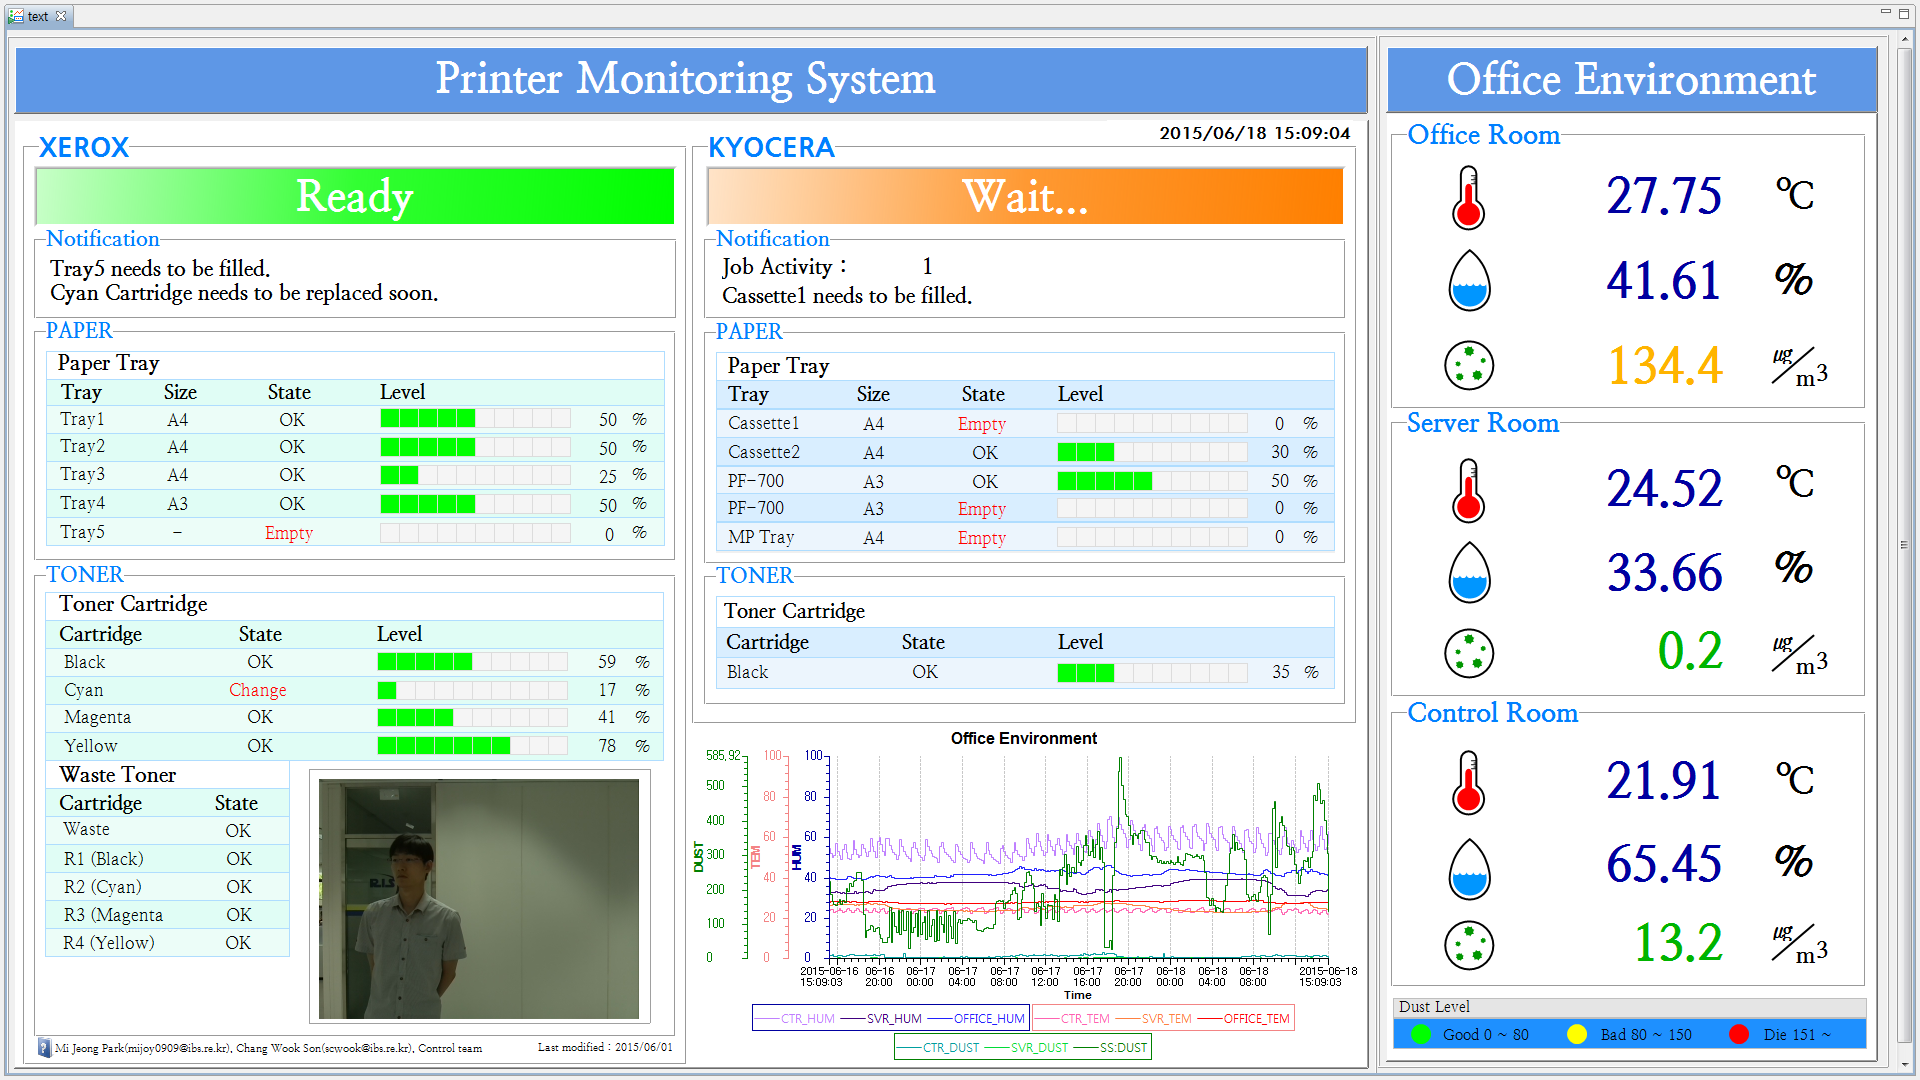 text
Printer Monitoring System
2015/06/18 15:09:04
XEROX
Ready
Notification
Tray5 needs to be filled.
Cyan Cartridge needs to be replaced soon.
PAPER
Paper Tray
Tray Size State Level
Tray1 A4 OK 50 %
Tray2 A4 OK 50 %
Tray3 A4 OK 25 %
Tray4 A3 OK 50 %
Tray5 - Empty 0 %
TONER
Toner Cartridge
Cartridge State Level
Black OK 59 %
Cyan Change 17 %
Magenta OK 41 %
Yellow OK 78 %
Waste Toner
Cartridge State
Waste OK
R1 (Black) OK
R2 (Cyan) OK
R3 (Magenta OK
R4 (Yellow) OK
Mi Jeong Park(mijoy0909@ibs.re.kr), Chang Wook Son(scwook@ibs.re.kr), Control team
Last modified : 2015/06/01
KYOCERA
Wait...
Notification
Job Activity : 1
Cassette1 needs to be filled.
PAPER
Paper Tray
Tray Size State Level
Cassette1 A4 Empty 0 %
Cassette2 A4 OK 30 %
PF-700 A3 OK 50 %
PF-700 A3 Empty 0 %
MP Tray A4 Empty 0 %
TONER
Toner Cartridge
Cartridge State Level
Black OK 35 %
Office Environment
585,92 100 100
500 80 80
400 60 60
300 40 40
200 20 20
100
0 0 0
DUST TEM HUM
2015-06-16 06-16 06-17 06-17 06-17 06-17 06-17 06-17 06-18 06-18 06-18 2015-06-18
15:09:03 20:00 00:00 04:00 08:00 12:00 16:00 20:00 00:00 04:00 08:00 15:09:03
Time
CTR_HUM SVR_HUM OFFICE_HUM CTR_TEM SVR_TEM OFFICE_TEM
CTR_DUST SVR_DUST SS:DUST
Office Environment
Office Room
27.75 ℃
41.61 %
134.4 μg/m3
Server Room
24.52 ℃
33.66 %
0.2 μg/m3
Control Room
21.91 ℃
65.45 %
13.2 μg/m3
Dust Level
Good 0 ~ 80 Bad 80 ~ 150 Die 151 ~